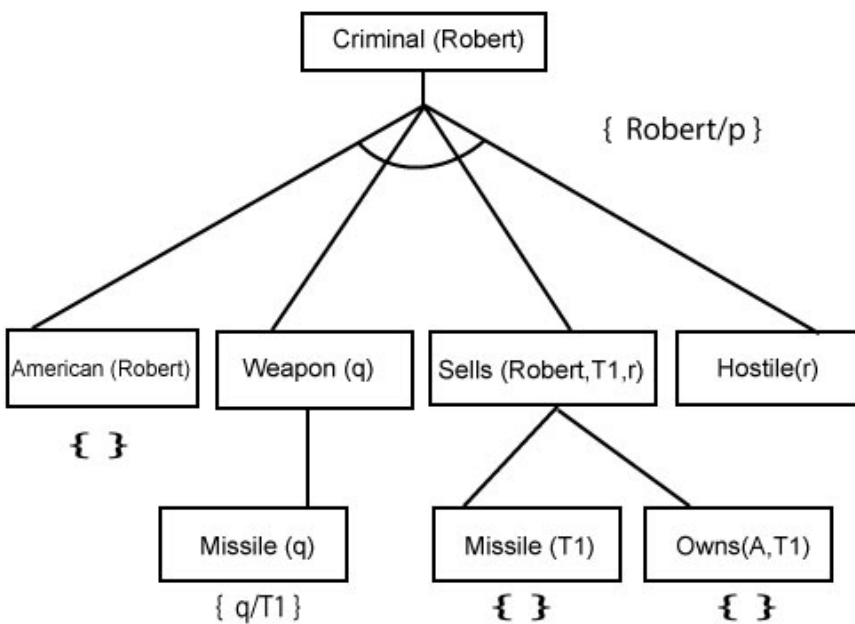 Criminal (Robert)
{ Robert/p }
American (Robert)
Weapon (q)
Sells (Robert,T1,r)
Hostile(r)
{ }
Missile (q)
Missile (T1)
Owns(A,T1)
{ q/T1 }
{ }
{ }